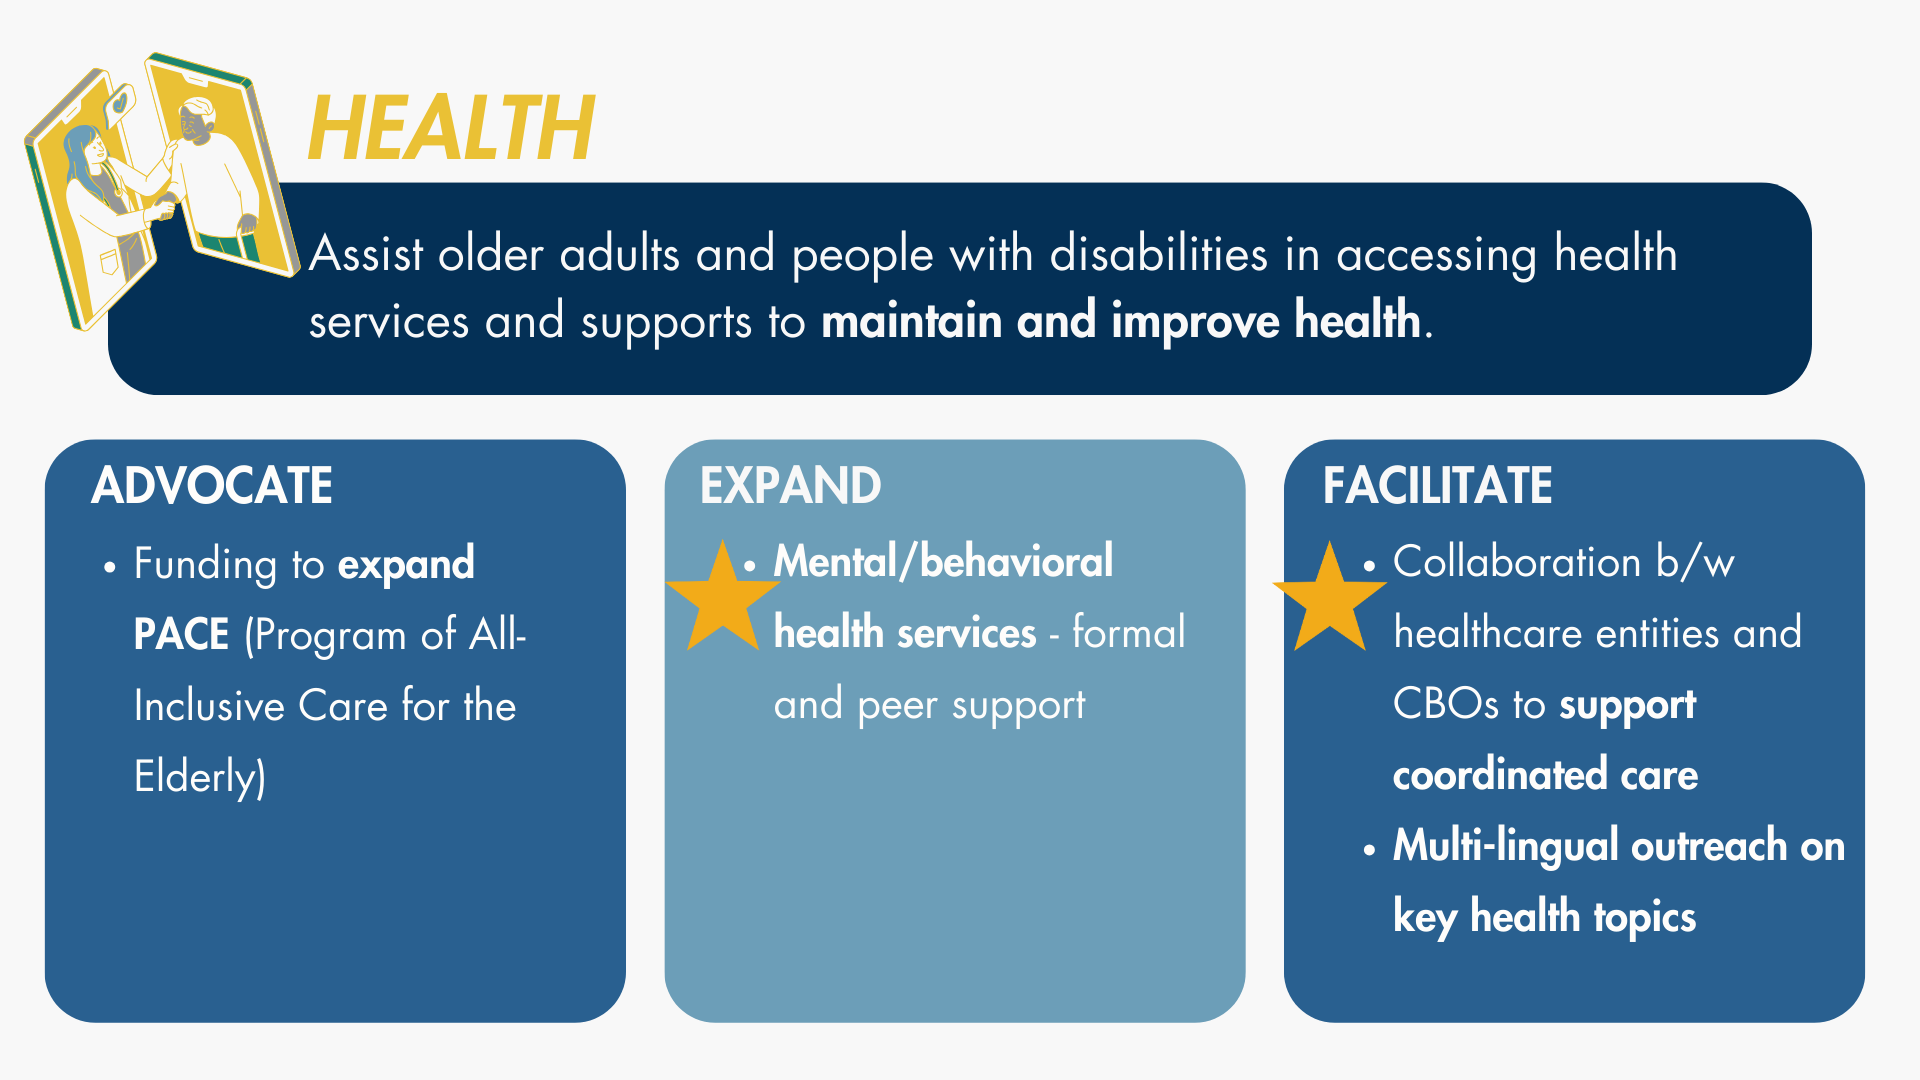 HEALTH
Assist older adults and people with disabilities in accessing health
services and supports to maintain and improve health.
ADVOCATE
• Funding to expand
PACE (Program of All-
Inclusive Care for the
Elderly)
EXPAND
• Mental/behavioral
health services - formal
and peer support
FACILITATE
• Collaboration b/w
healthcare entities and
CBOs to support
coordinated care
• Multi-lingual outreach on
key health topics